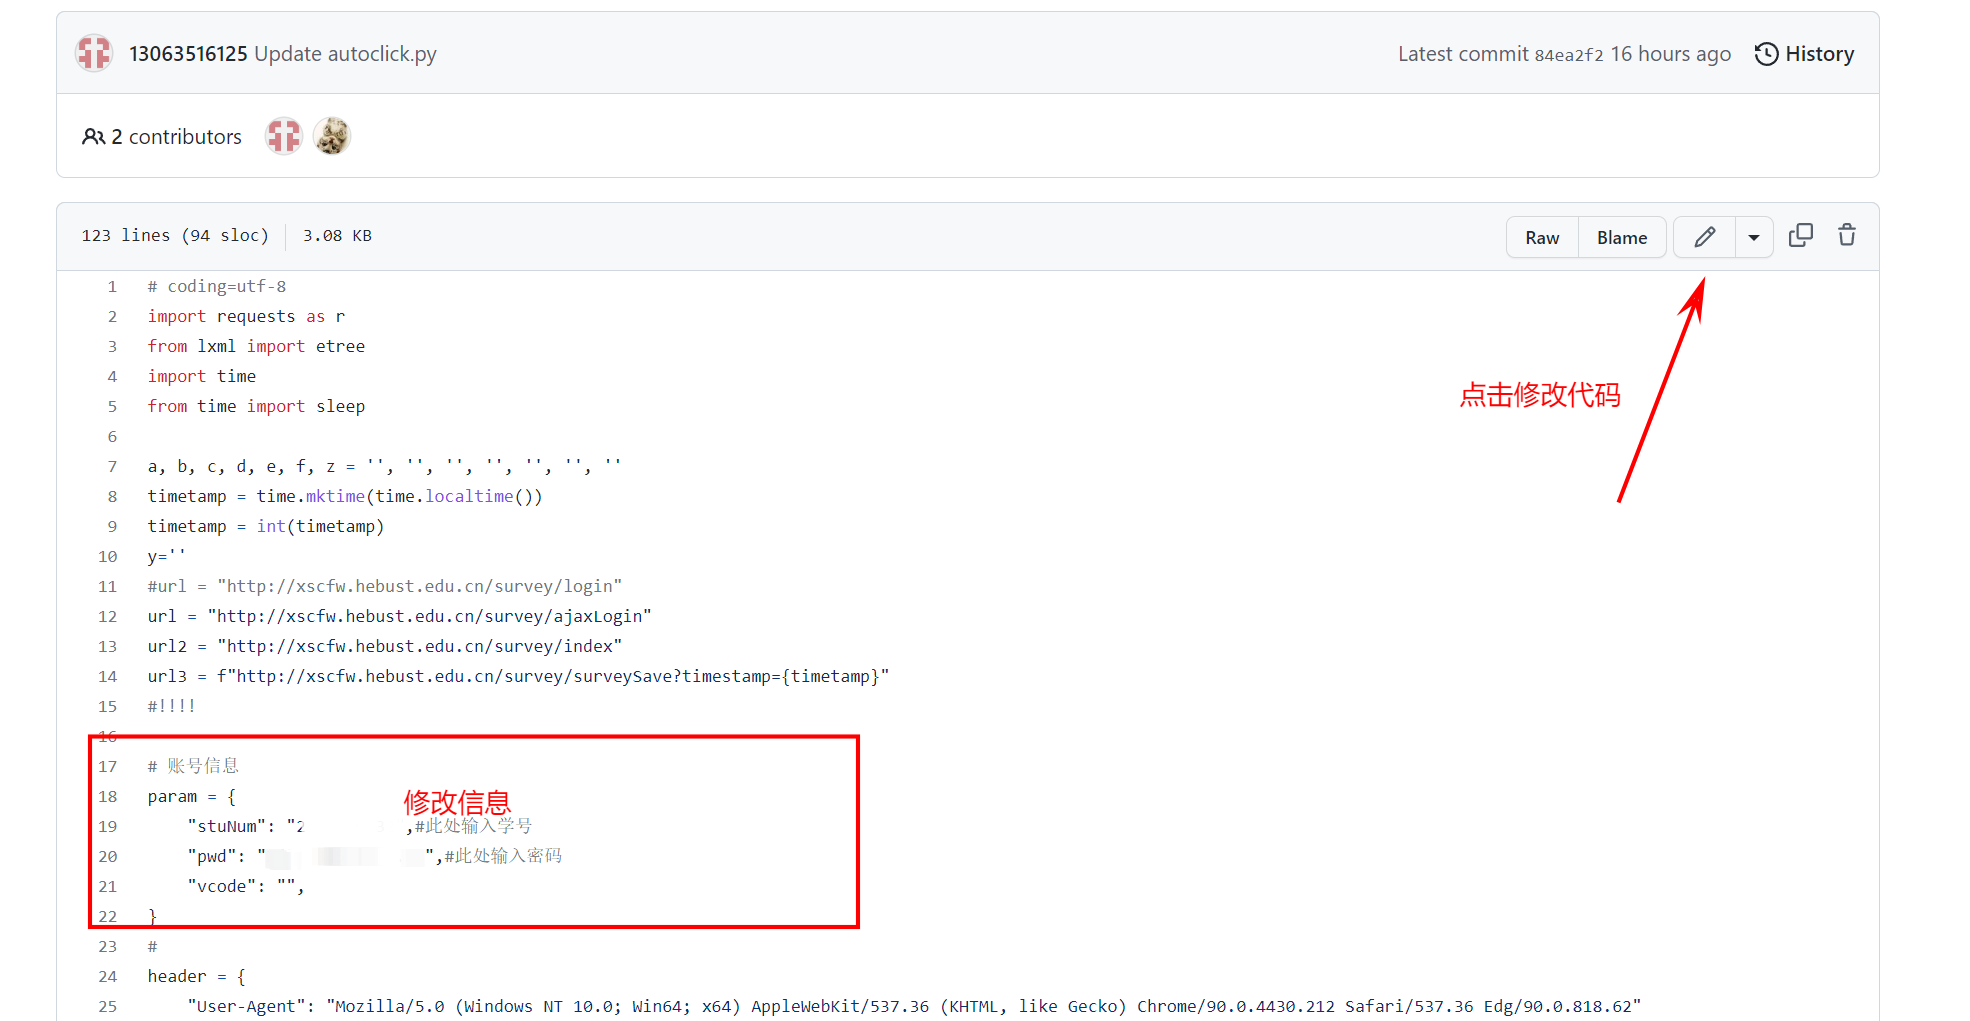 13063516125 Update autoclick.py
Latest commit 84ea2f2 16 hours ago History
2 contributors
123 lines (94 sloc) 3.08 KB
Raw Blame
1 # coding=utf-8
2 import requests as r
3 from lxml import etree
4 import time
5 from time import sleep
6
点击修改代码
7 a, b, c, d, e, f, z = '', '', '', '', '', '', ''
8 timetamp = time.mktime(time.localtime())
9 timetamp = int(timetamp)
10 y=''
11 #url = "http://xscfw.hebust.edu.cn/survey/login"
12 url = "http://xscfw.hebust.edu.cn/survey/ajaxLogin"
13 url2 = "http://xscfw.hebust.edu.cn/survey/index"
14 url3 = f"http://xscfw.hebust.edu.cn/survey/surveySave?timestamp={timetamp}"
15 #!!!!
16
17 # 账号信息
18 param = {
修改信息
19 "stuNum": "2 ,#此处输入学号
20 "pwd": " ",#此处输入密码
21 "vcode": "",
22 }
23 #
24 header = {
25 "User-Agent": "Mozilla/5.0 (Windows NT 10.0; Win64; x64) AppleWebKit/537.36 (KHTML, like Gecko) Chrome/90.0.4430.212 Safari/537.36 Edg/90.0.818.62"